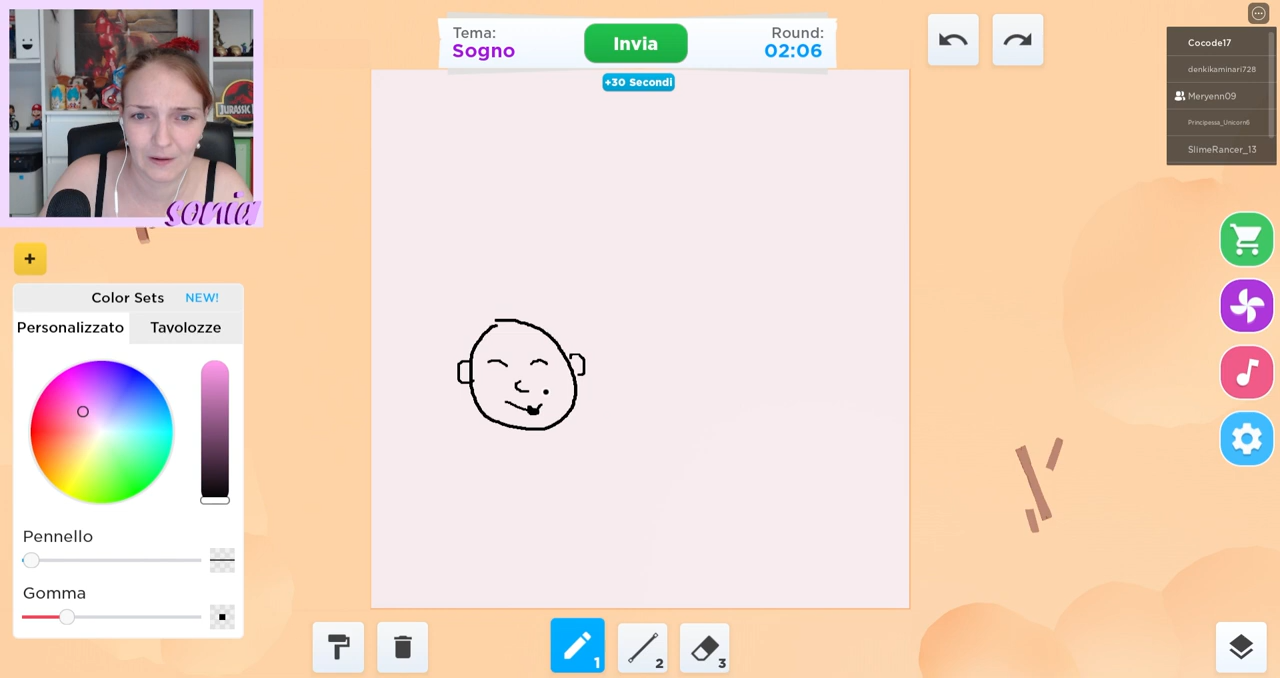 JURASSIC
sonia
Tema:
Sogno
Invia
Round:
02:06
+30 Secondi
Cocode17
denkikaminari728
Meryenn09
Principessa_Unicorn6
SlimeRancer_13
+
Color Sets NEW!
Personalizzato Tavolozze
Pennello
Gomma
1
2
3